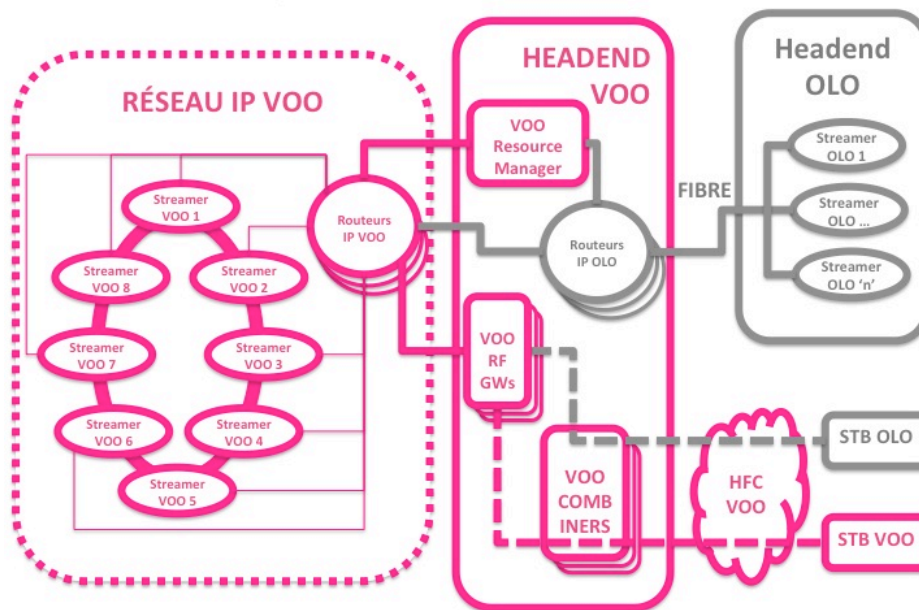 RÉSEAU IP VOO
Streamer
VOO 1
Streamer
VOO 2
Streamer
VOO 3
Streamer
VOO 4
Streamer
VOO 5
Streamer
VOO 6
Streamer
VOO 7
Streamer
VOO 8
Routeurs
IP VOO
HEADEND
VOO
VOO
Resource
Manager
Routeurs
IP OLO
VOO
RF
GWs
VOO
COMB
INERS
FIBRE
Headend
OLO
Streamer
OLO 1
Streamer
OLO ...
Streamer
OLO ‘n’
HFC
VOO
STB OLO
STB VOO